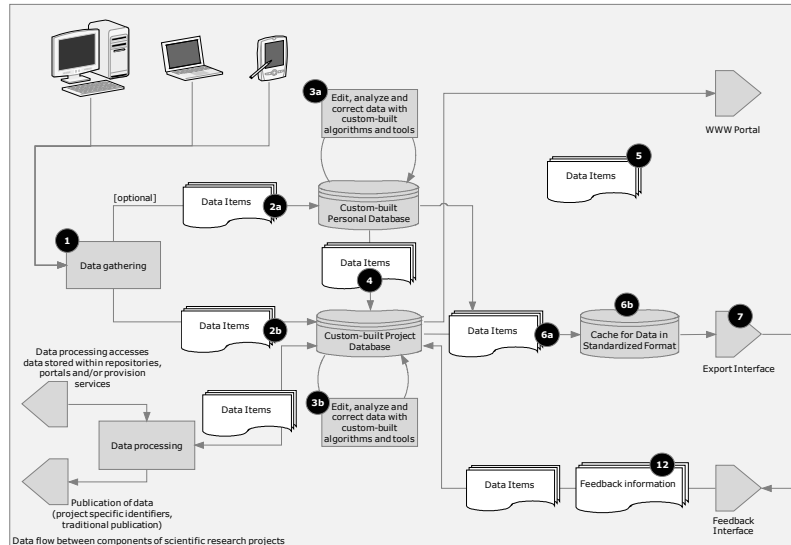 3a
Edit, analyze and
correct data with
custom-built
algorithms and tools
WWW Portal
5
Data Items
[optional]
Data Items
2a
Custom-built
Personal Database
1
Data gathering
Data Items
4
6b
Data Items
2b
Custom-built Project
Database
Data Items
6a
Cache for Data in
Standardized Format
7
Export Interface
Data processing accesses
data stored within repositories,
portals and/or provision
services
Data Items
3b
Edit, analyze and
correct data with
custom-built
algorithms and tools
Data processing
12
Data Items
Feedback information
Publication of data
(project specific identifiers,
traditional publication)
Feedback
Interface
Data flow between components of scientific research projects